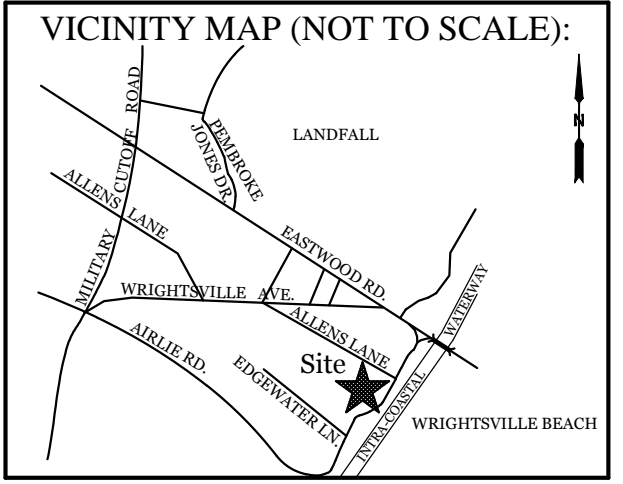 VICINITY MAP (NOT TO SCALE):
MILITARY CUTOFF ROAD
PEMBROKE
JONES DR.
LANDFALL
N
ALLENS LANE
EASTWOOD RD.
WRIGHTSVILLE AVE.
ALLENS LANE
AIRLIE RD.
Site
EDGEWATER LN.
INTRA-COASTAL WATERWAY
WRIGHTSVILLE BEACH